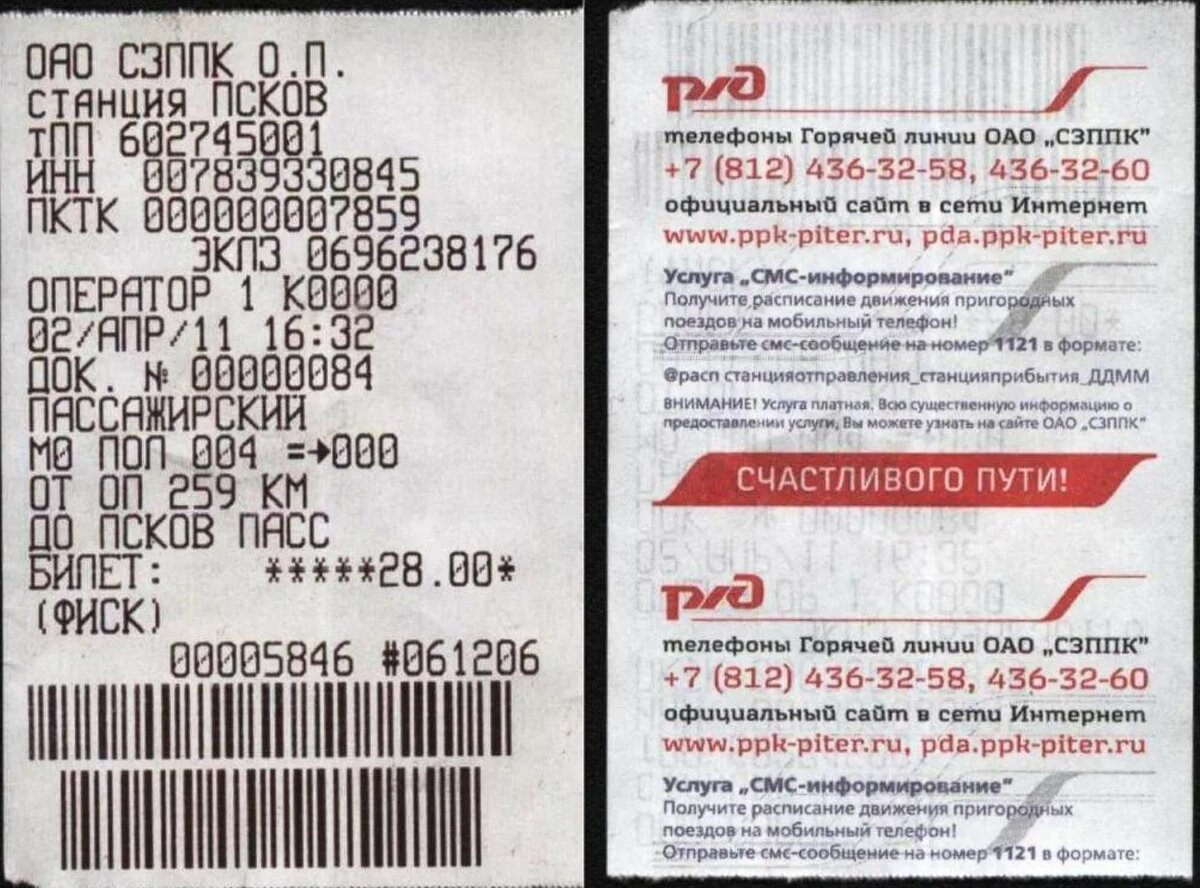 ОАО СЗППК О.П.
СТАНЦИЯ ПСКОВ
ТПП 602745001
ИНН 007839330845
ПКТК 000000007859
ЭКПЗ 0696238176
ОПЕРАТОР 1 К0000
02/АПР/11 16:32
ДОК. № 00000084
ПАССАЖИРСКИЙ
М0 ПОП 004 =➔000
ОТ ОП 259 КМ
ДО ПСКОВ ПАСС
БИЛЕТ: *****28.00*
(ФИСК)
00005846 #061206
ржд
телефоны Горячей линии ОАО „СЗППК"
+7 (812) 436-32-58, 436-32-60
официальный сайт в сети Интернет
www.ppk-piter.ru, pda.ppk-piter.ru
Услуга „СМС-информирование"
Получите расписание движения пригородных
поездов на мобильный телефон!
Отправьте смс-сообщение на номер 1121 в формате:
@расп станцияотправления_станцияприбытия_ДДММ
ВНИМАНИЕ! Услуга платная. Всю существенную информацию о
предоставлении услуги, Вы можете узнать на сайте ОАО „СЗППК"
СЧАСТЛИВОГО ПУТИ!
ржд
телефоны Горячей линии ОАО „СЗППК"
+7 (812) 436-32-58, 436-32-60
официальный сайт в сети Интернет
www.ppk-piter.ru, pda.ppk-piter.ru
Услуга „СМС-информирование"
Получите расписание движения пригородных
поездов на мобильный телефон!
Отправьте смс-сообщение на номер 1121 в формате: